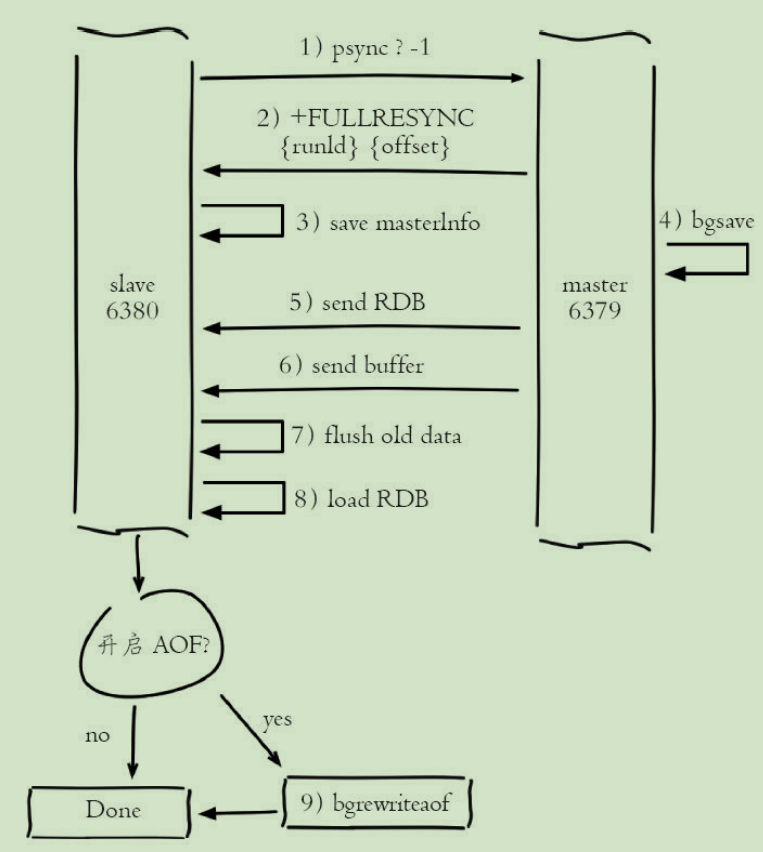 1) psync ? -1
2) +FULLRESYNC
{runId} {offset}
3) save masterInfo
4) bgsave
slave
6380
master
6379
5) send RDB
6) send buffer
7) flush old data
8) load RDB
开启 AOF?
no
yes
Done
9) bgrewriteaof